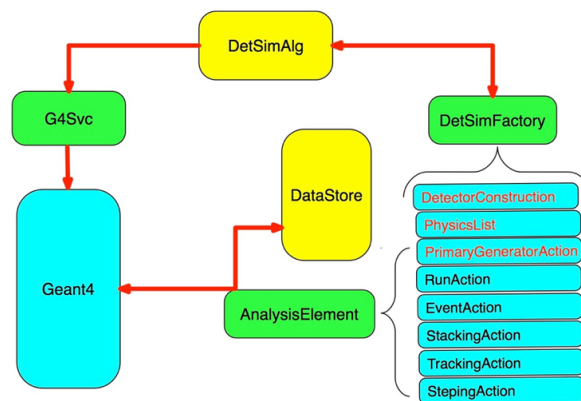 DetSimAlg
G4Svc
DetSimFactory
DataStore
DetectorConstruction
PhysicsList
PrimaryGeneratorAction
Geant4
RunAction
AnalysisElement
EventAction
StackingAction
TrackingAction
StepingAction